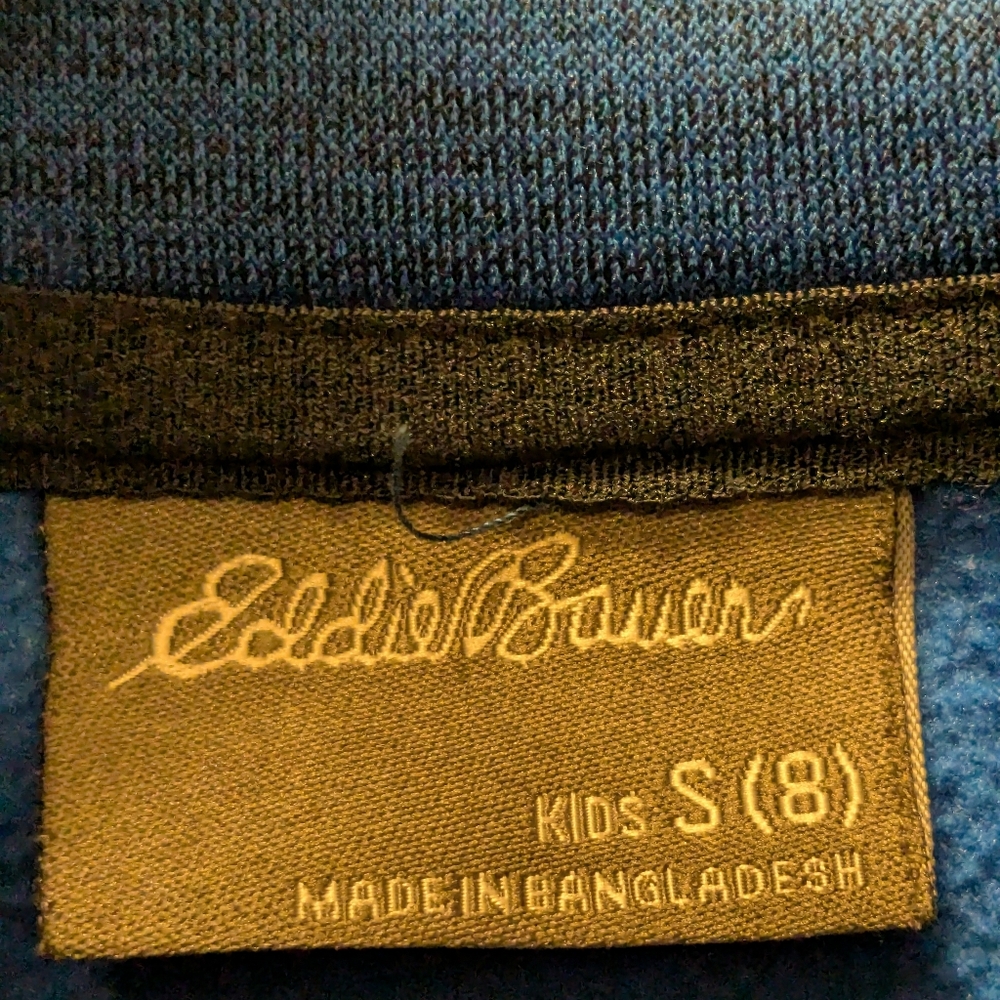 Eddie Bauer
KIDS S (8)
MADE IN BANGLADESH